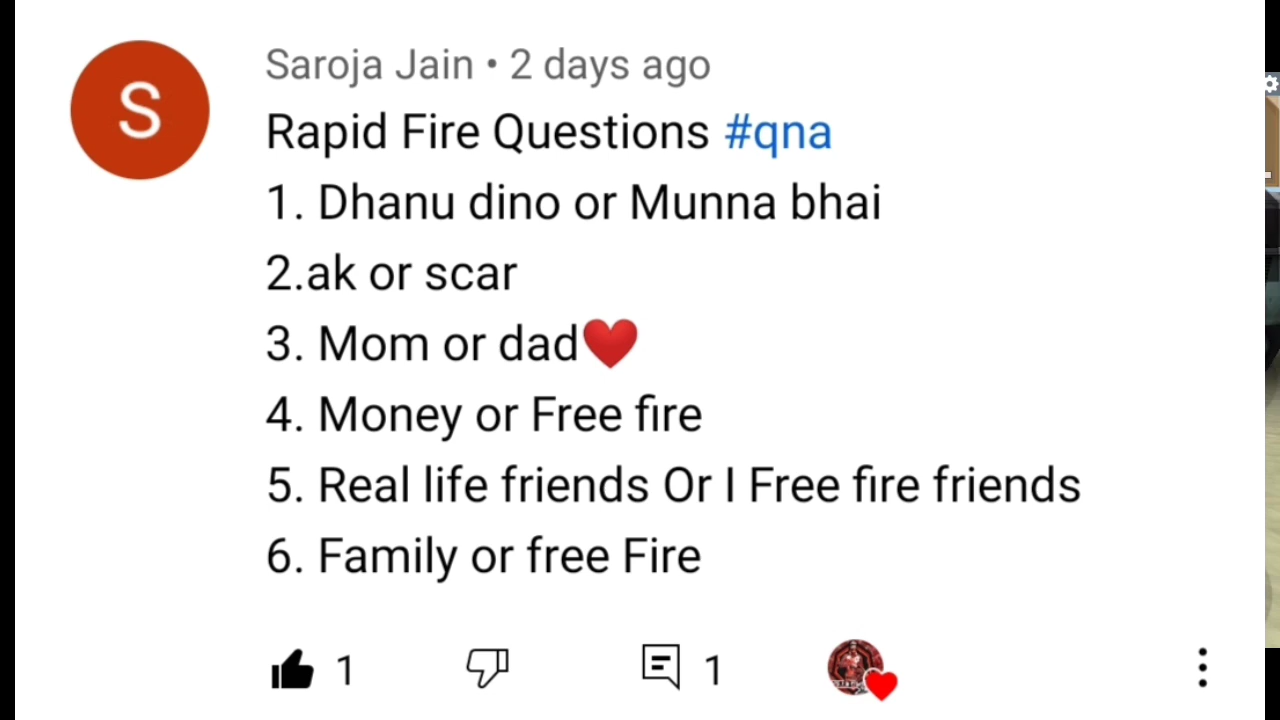 S
Saroja Jain • 2 days ago
Rapid Fire Questions #qna
1. Dhanu dino or Munna bhai
2.ak or scar
3. Mom or dad❤️
4. Money or Free fire
5. Real life friends Or I Free fire friends
6. Family or free Fire
1
1